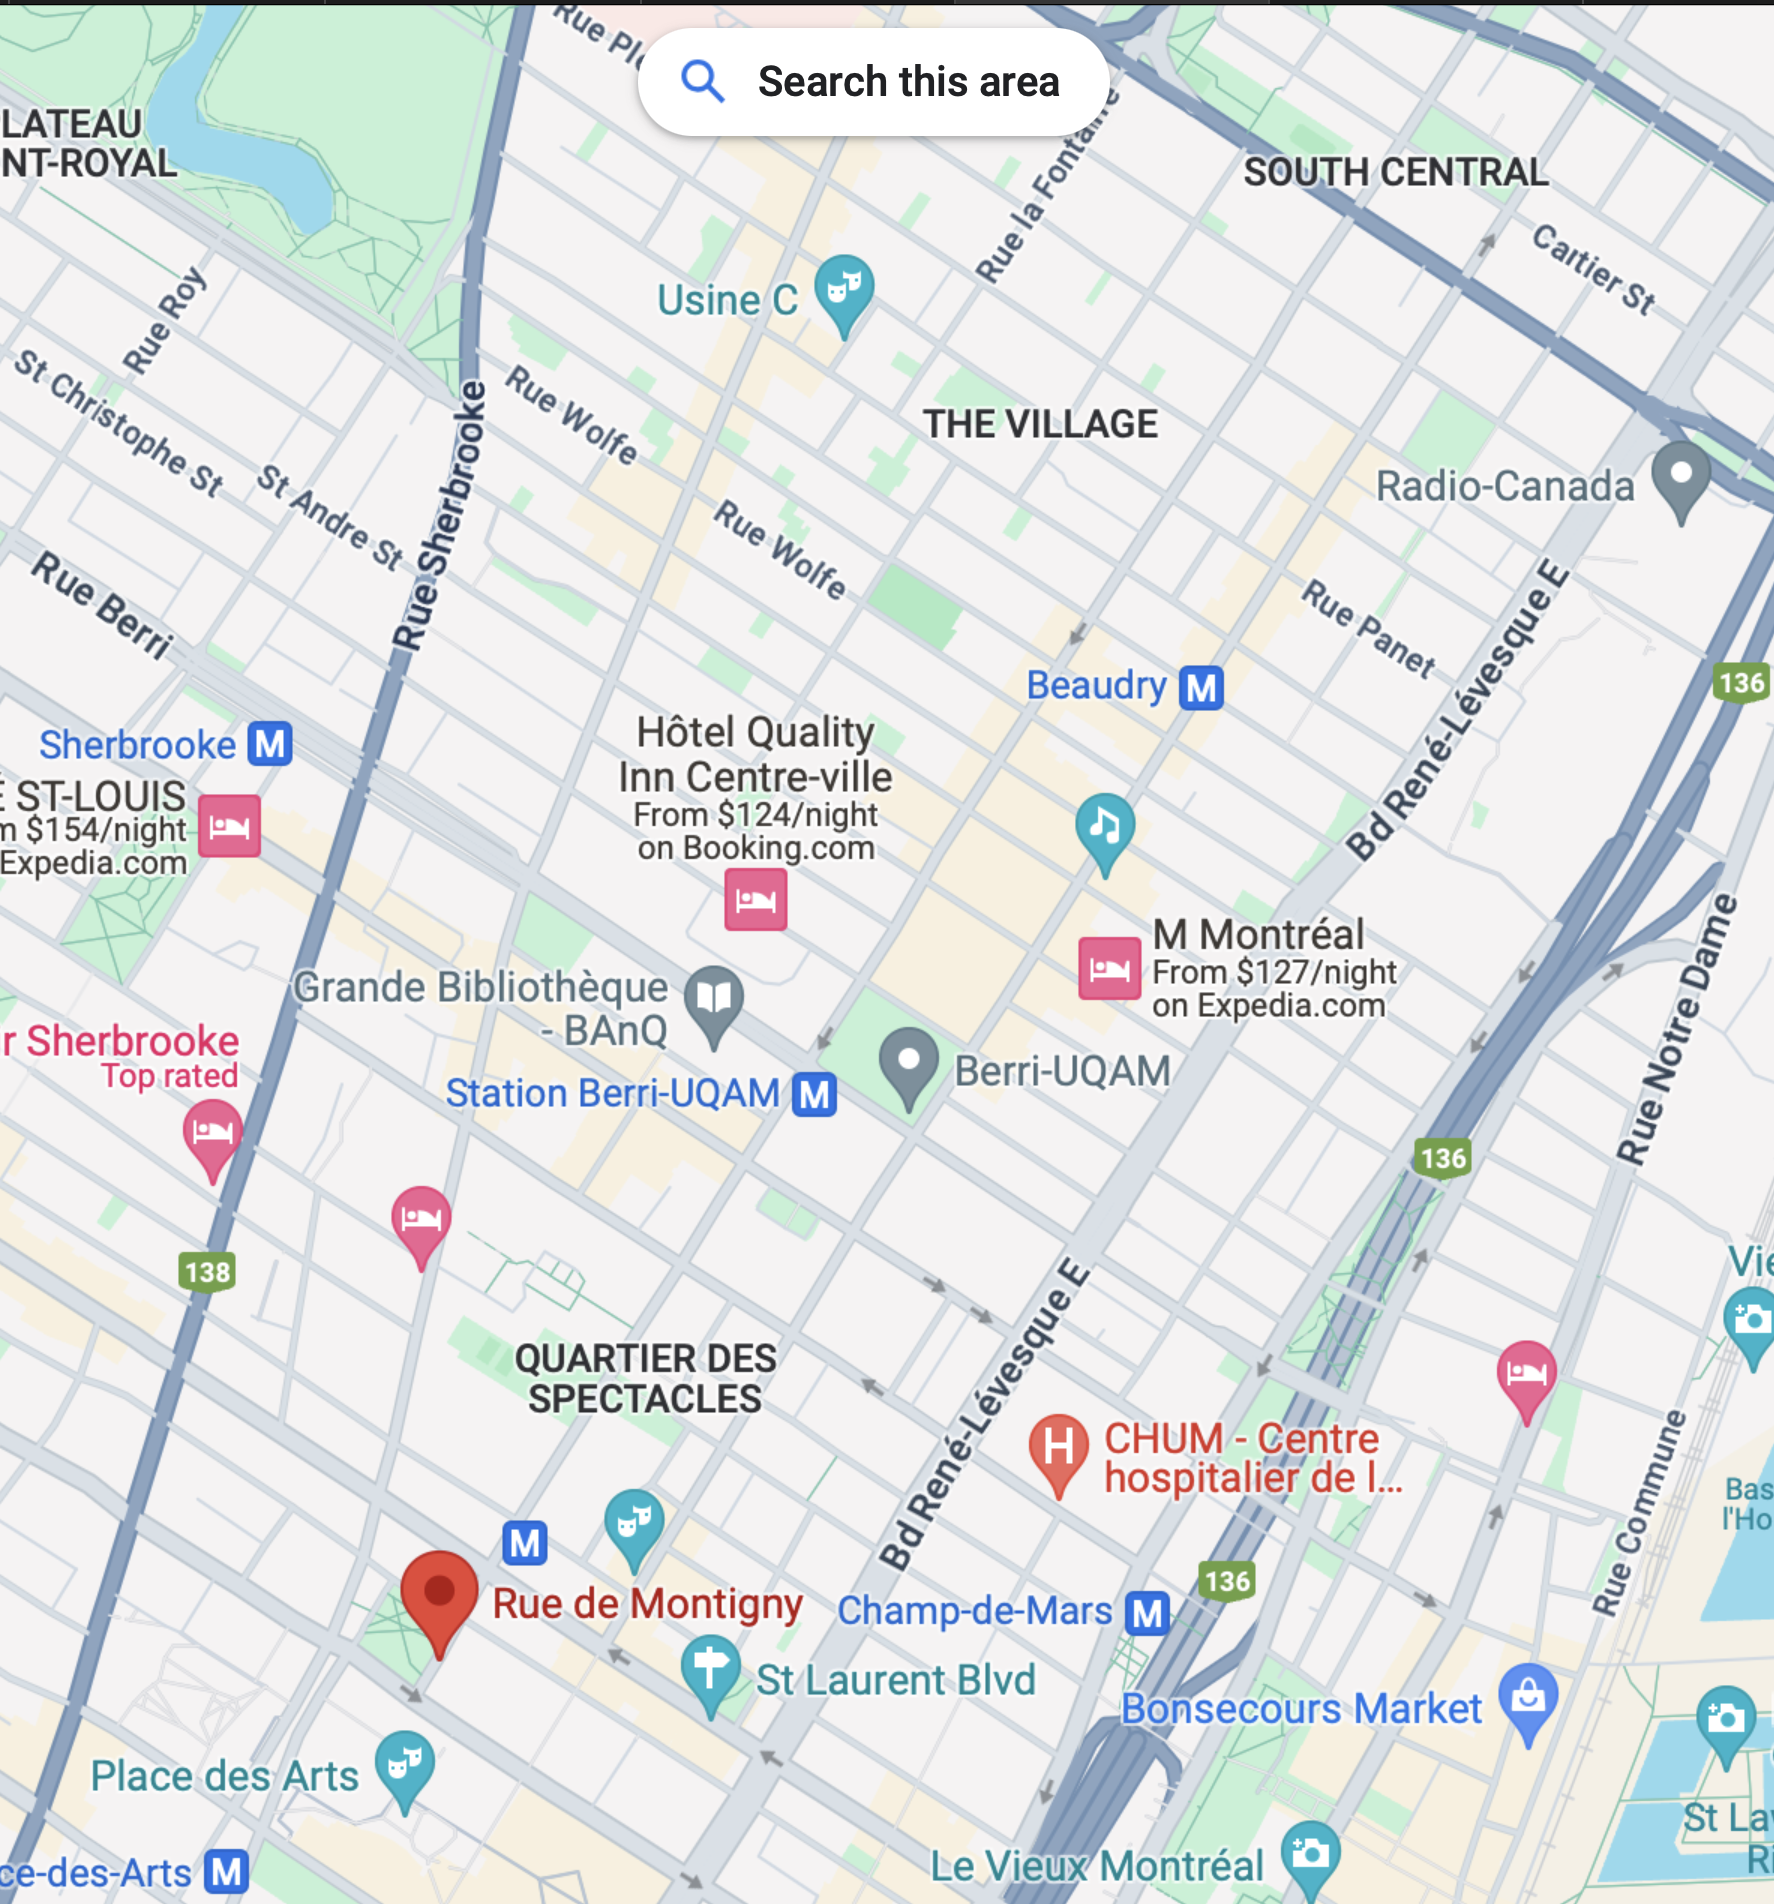 Rue
Search this area
LATEAU
NT-ROYAL
SOUTH CENTRAL
Rue la Fontaine
Cartier St
Rue Roy
Usine C
St Christophe St
Rue Wolfe
THE VILLAGE
Radio-Canada
St Andre St
Rue Sherbrooke
Rue Wolfe
Rue Berri
Rue Panet
Bd René-Lévesque E
Beaudry M
136
Sherbrooke M
Hôtel Quality
Inn Centre-ville
From $124/night
on Booking.com
ST-LOUIS
m $154/night
Expedia.com
M Montréal
From $127/night
on Expedia.com
Rue Notre Dame
Grande Bibliothèque
- BAnQ
r Sherbrooke
Top rated
Station Berri-UQAM M
Berri-UQAM
136
138
Vie
Bd René-Lévesque E
QUARTIER DES
SPECTACLES
H
CHUM - Centre
hospitalier de l...
Rue Commune
Bas
l'Ho
M
Rue de Montigny
136
Champ-de-Mars M
St Laurent Blvd
Bonsecours Market
Place des Arts
St La
Ri
ce-des-Arts M
Le Vieux Montréal